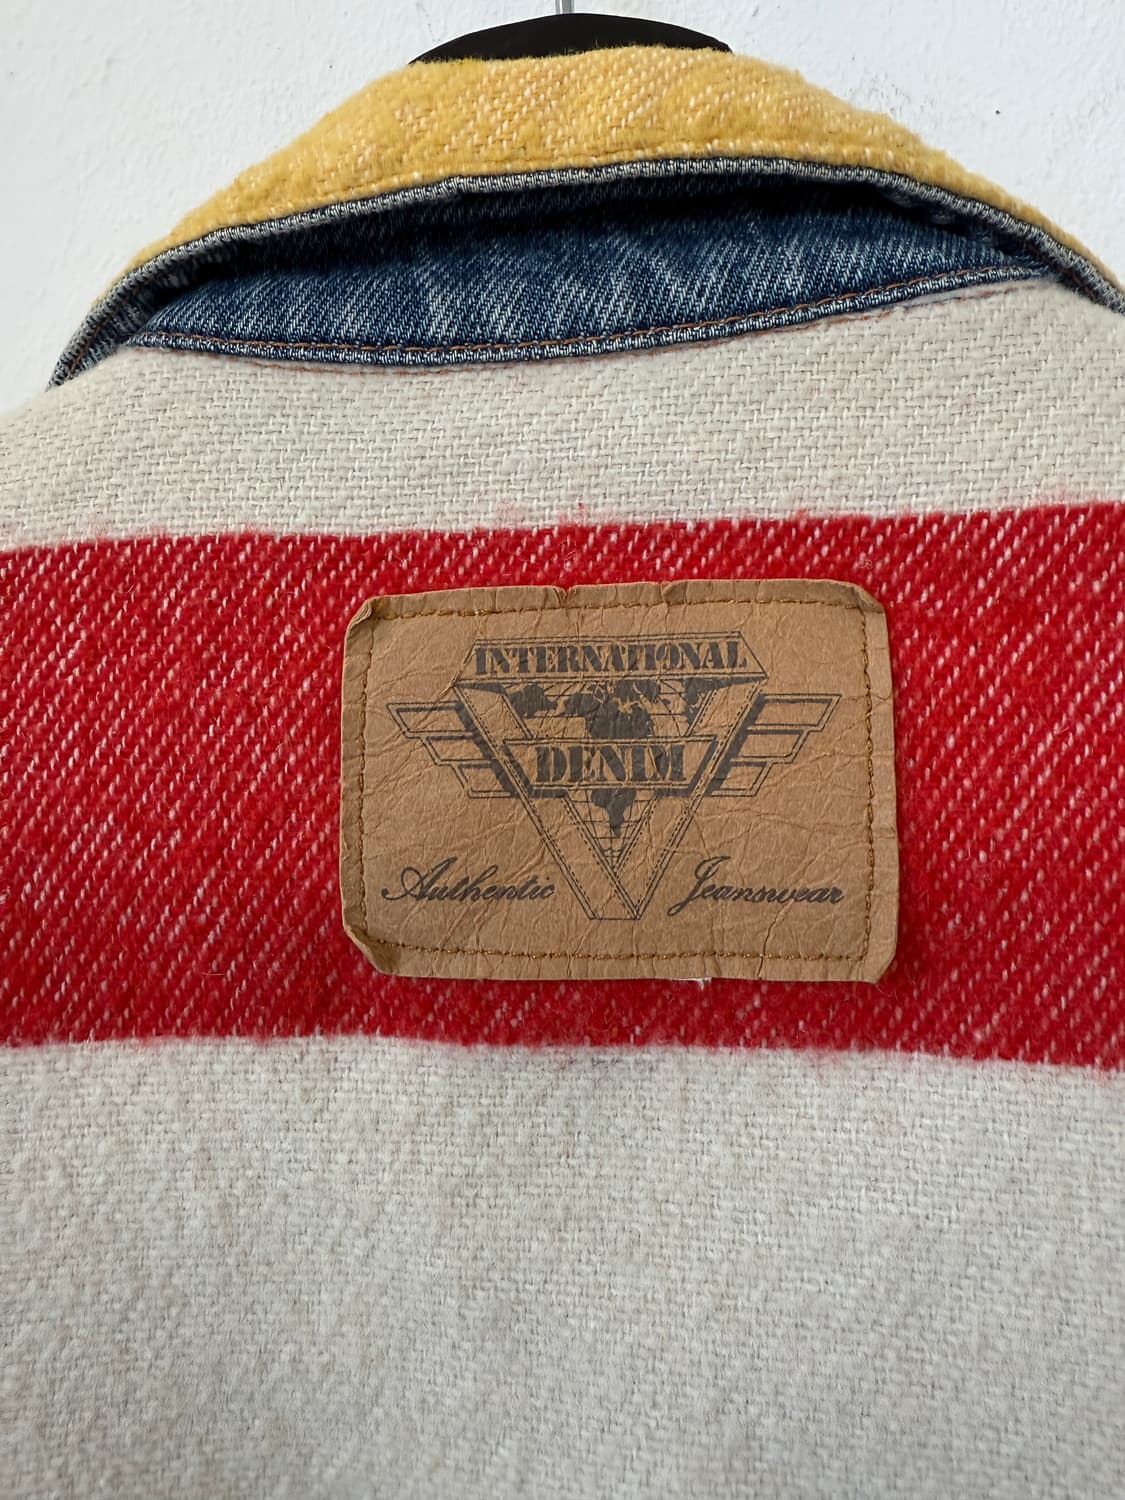 INTERNATIONAL
DENIM
Authentic Jeanswear